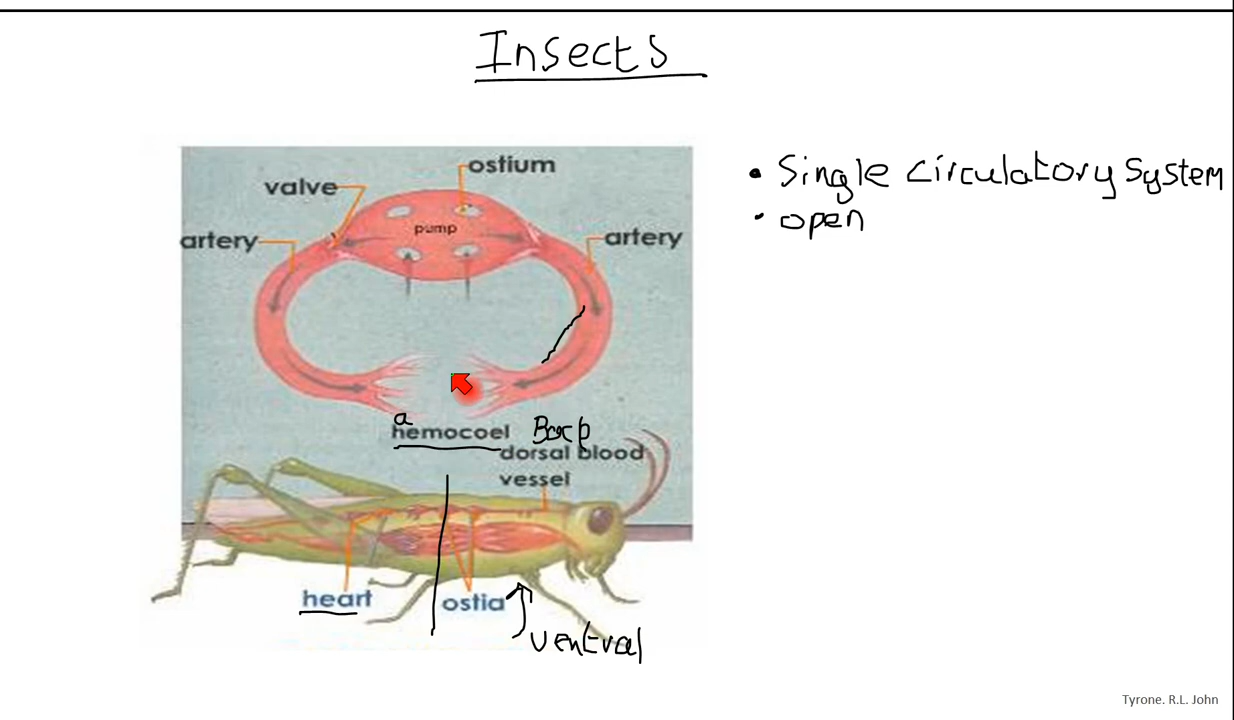 Insects
ostium
valve
pump
artery
artery
• Single Circulatory System
• open
a
hemocoel
dorsal blood
vessel
heart
ostia
ventral
Tyrone. R.L. John